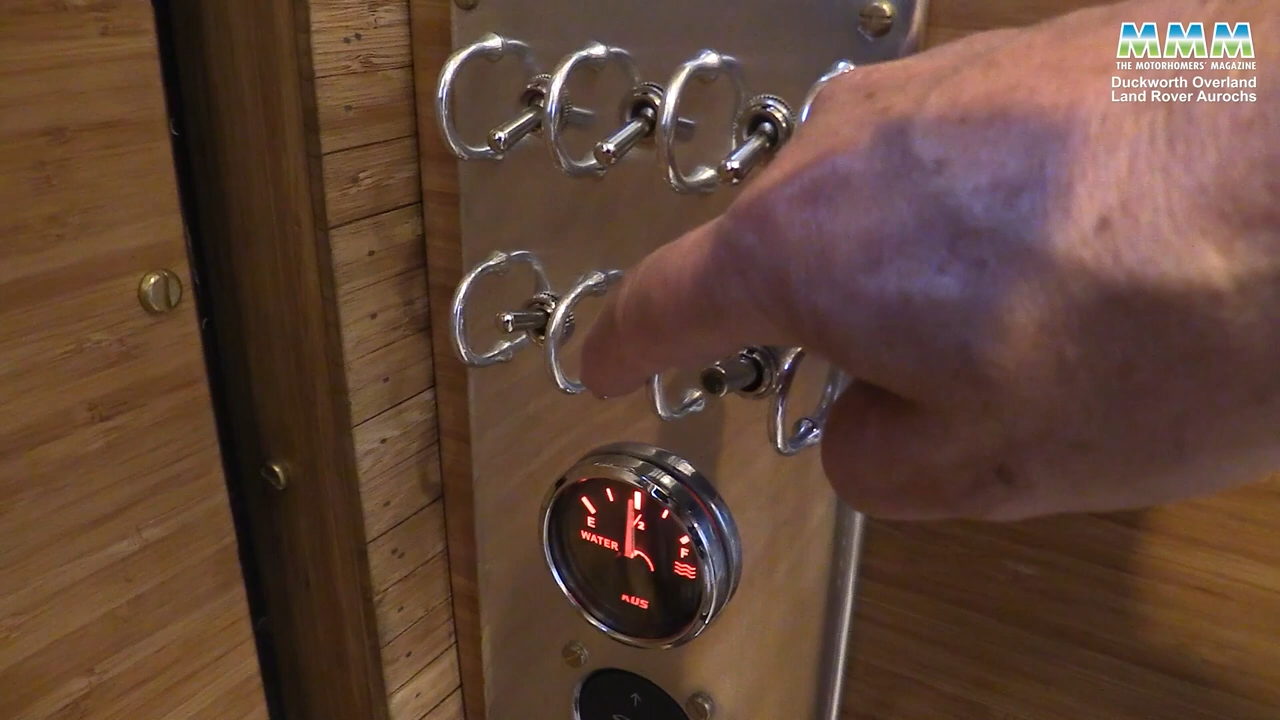 MMM
THE MOTORHOMERS' MAGAZINE
Duckworth Overland
Land Rover Aurochs
E 1/2 F
WATER
KUS